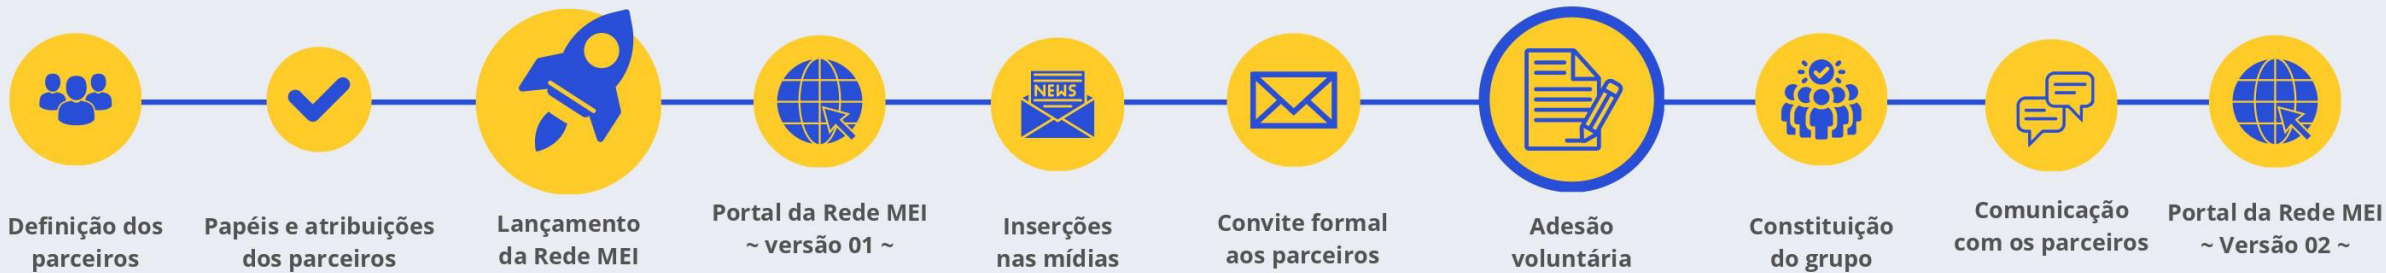 NEWS
Definição dos
parceiros
Papéis e atribuições
dos parceiros
Lançamento
da Rede MEI
Portal da Rede MEI
~ versão 01 ~
Inserções
nas mídias
Convite formal
aos parceiros
Adesão
voluntária
Constituição
do grupo
Comunicação
com os parceiros
Portal da Rede MEI
~ Versão 02 ~